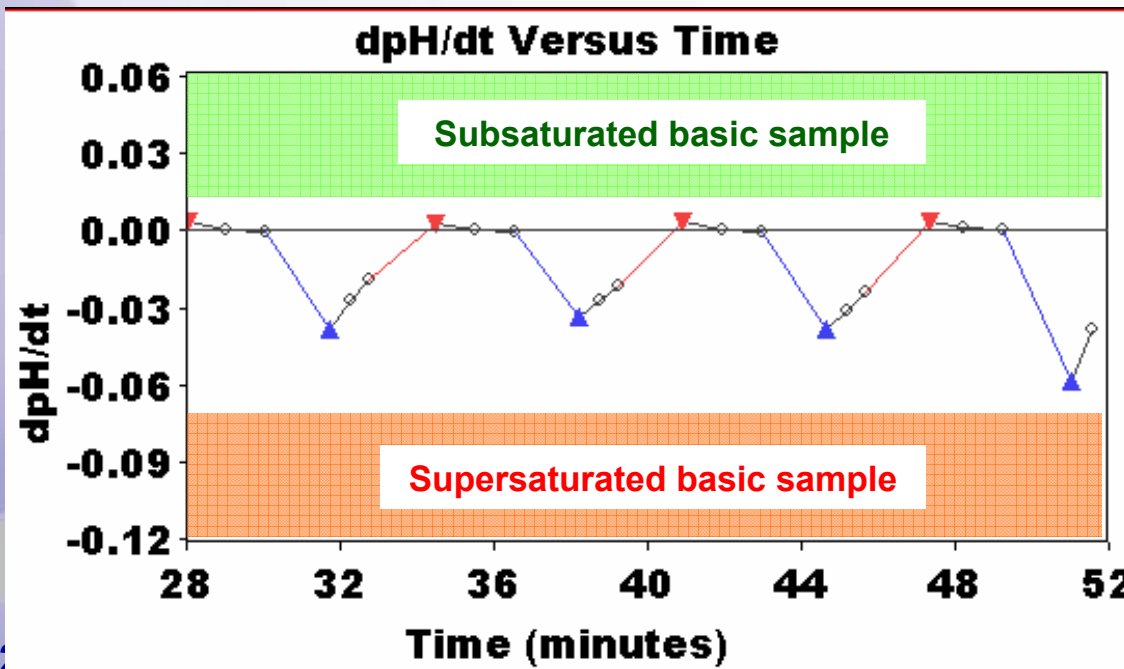 dpH/dt Versus Time
0.06
Subsaturated basic sample
0.03
0.00
-0.03
-0.06
-0.09
Supersaturated basic sample
-0.12
dpH/dt
28 32 36 40 44 48 52
Time (minutes)